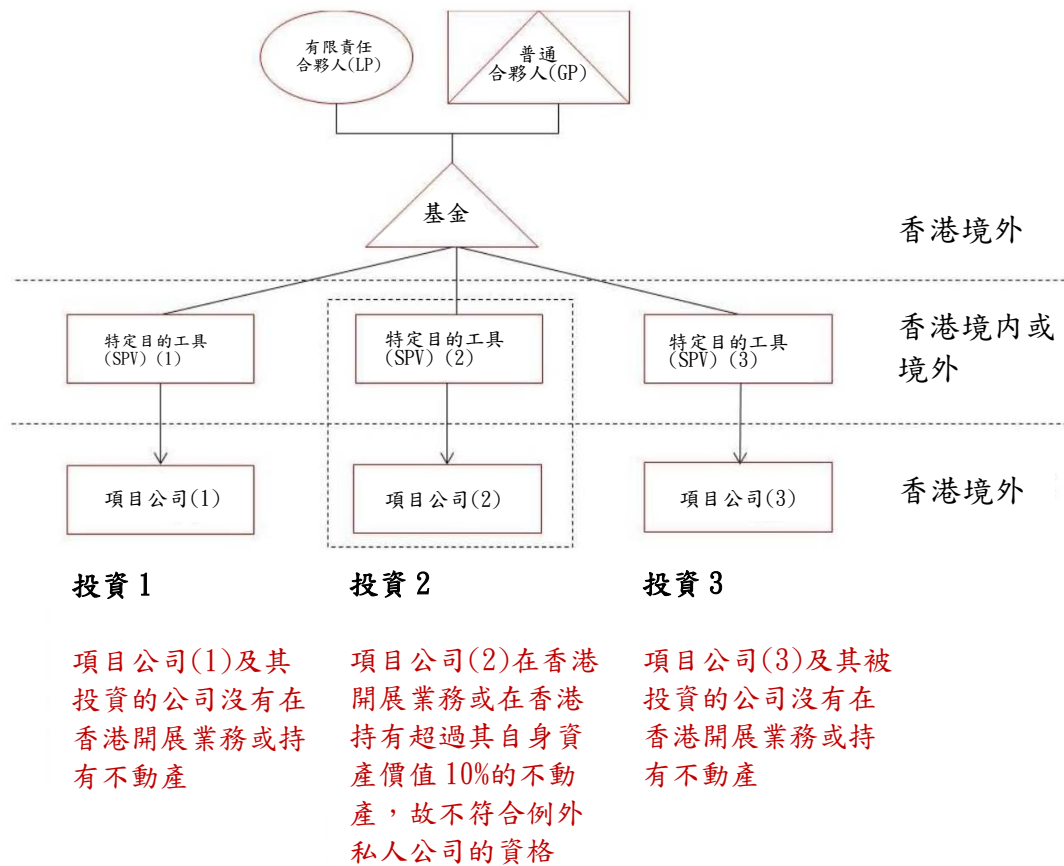 有限責任
合夥人(LP)
普通
合夥人(GP)
基金
香港境外
特定目的工具
(SPV) (1)
特定目的工具
(SPV) (2)
特定目的工具
(SPV) (3)
香港境内或
境外
項目公司(1)
項目公司(2)
項目公司(3)
香港境外
投資 1
項目公司(1)及其
投資的公司沒有在
香港開展業務或持
有不動產
投資 2
項目公司(2)在香港
開展業務或在香港
持有超過其自身資
產價值 10%的不動
產，故不符合例外
私人公司的資格
投資 3
項目公司(3)及其被
投資的公司沒有在
香港開展業務或持
有不動產